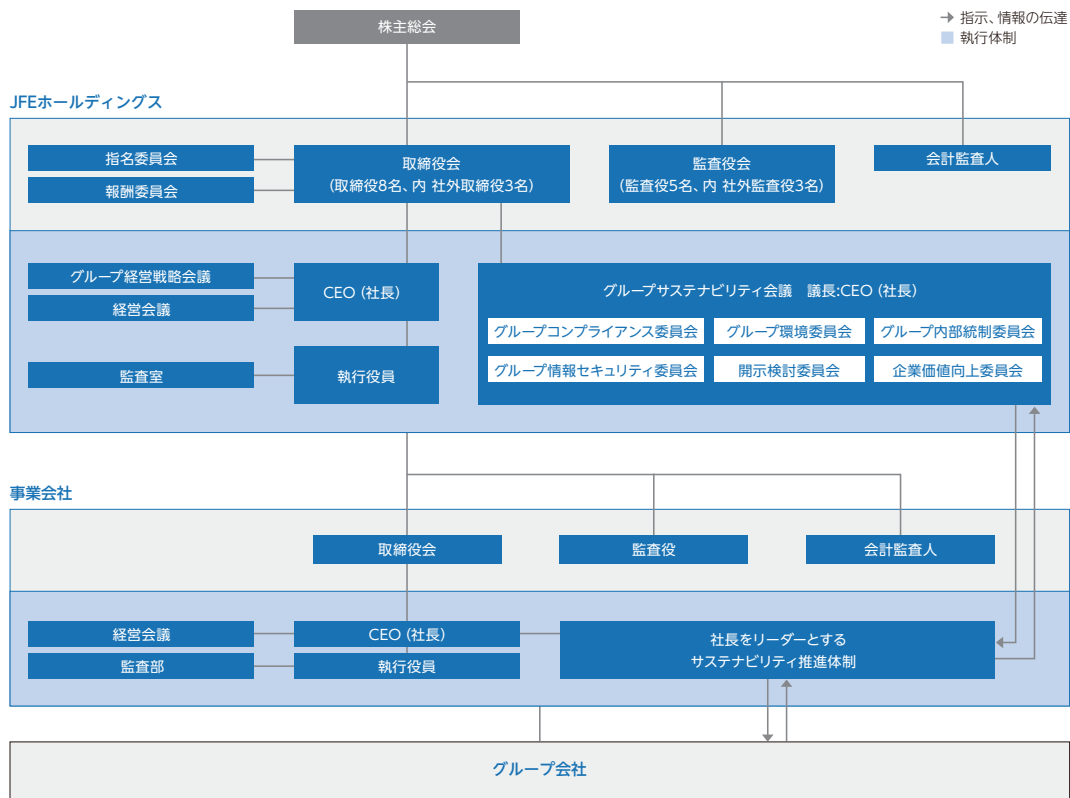 株主総会
指示、情報の伝達
執行体制
JFEホールディングス
指名委員会
報酬委員会
取締役会
(取締役8名、内 社外取締役3名)
監査役会
(監査役5名、内 社外監査役3名)
会計監査人
グループ経営戦略会議
経営会議
CEO(社長)
監査室
執行役員
グループサステナビリティ会議 議長:CEO(社長)
グループコンプライアンス委員会
グループ環境委員会
グループ内部統制委員会
グループ情報セキュリティ委員会
開示検討委員会
企業価値向上委員会
事業会社
取締役会
監査役
会計監査人
経営会議
CEO(社長)
監査部
執行役員
社長をリーダーとする
サステナビリティ推進体制
グループ会社